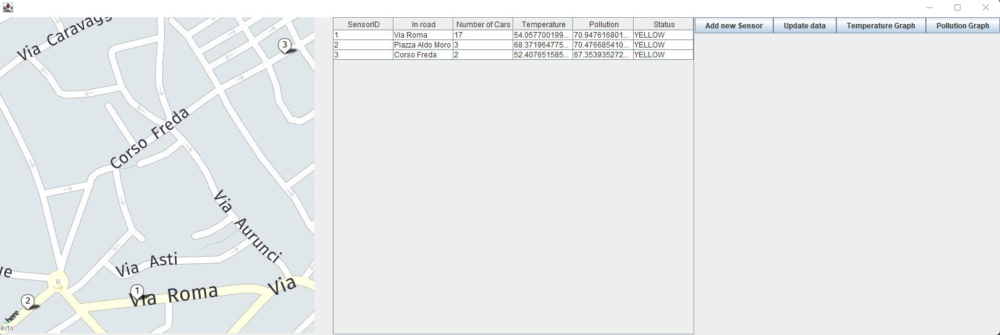 Via Caravagg
3
Corso Freda
Via Aurunci
Via Asti
Via Roma
Via
1
2
here
©ITA
SensorID In road Number of Cars Temperature Pollution Status
1 Via Roma 17 54.057700199... 70.947616801... YELLOW
2 Piazza Aldo Moro 3 68.371964775... 70.476685410... YELLOW
3 Corso Freda 2 52.407651585... 67.353935272... YELLOW
Add new Sensor Update data Temperature Graph Pollution Graph